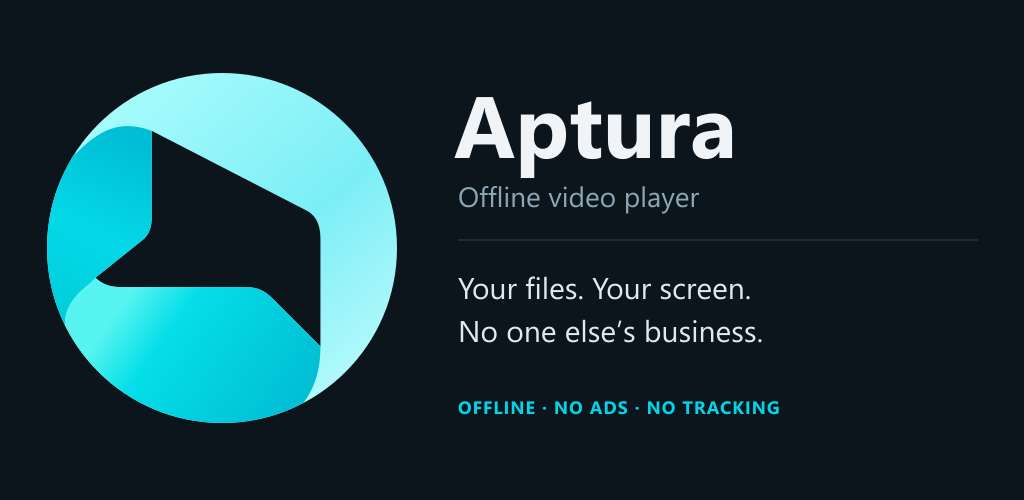 Aptura
Offline video player
Your files. Your screen.
No one else’s business.
OFFLINE · NO ADS · NO TRACKING